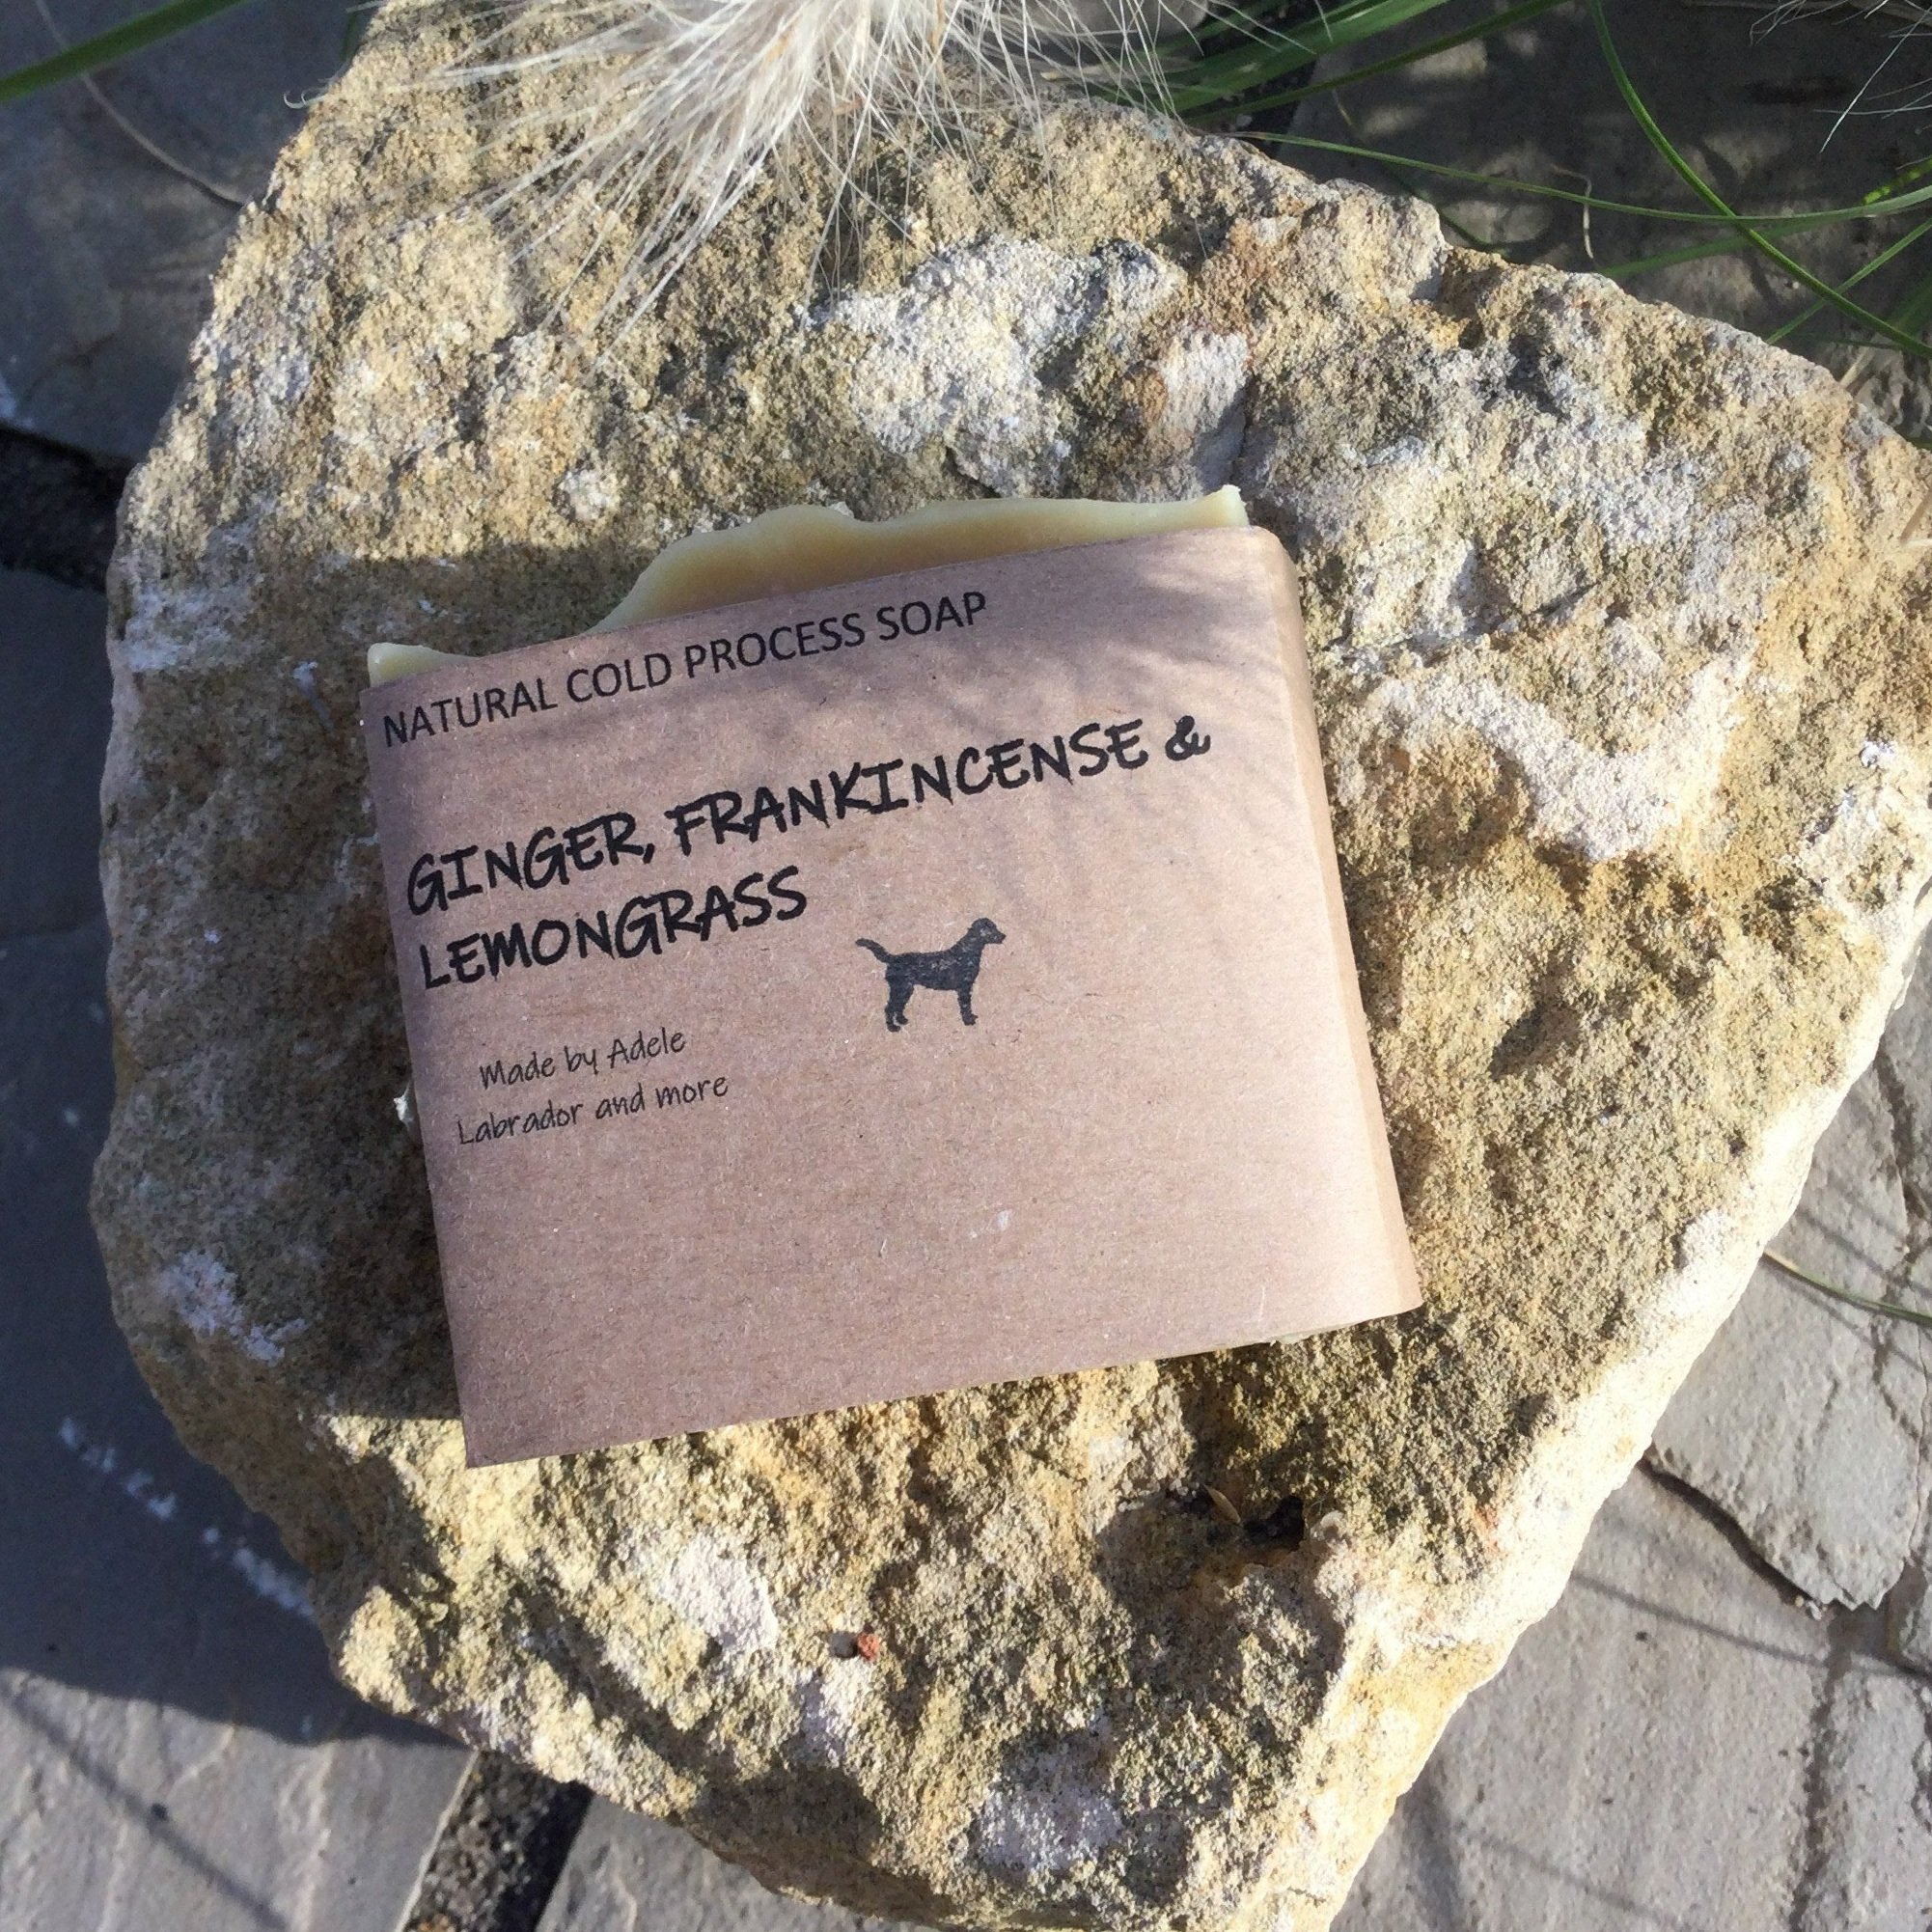 NATURAL COLD PROCESS SOAP
GINGER, FRANKINCENSE &
LEMONGRASS
Made by Adele
Labrador and more